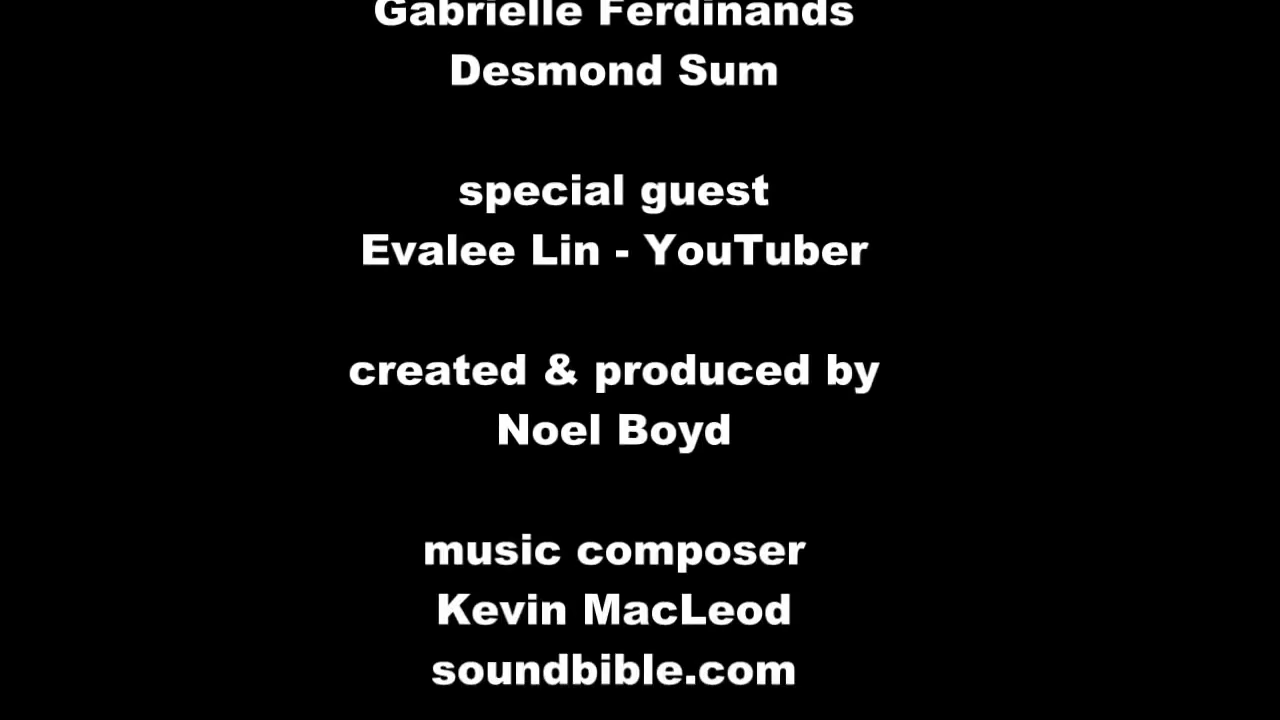 Gabrielle Ferdinands
Desmond Sum
special guest
Evalee Lin - YouTuber
created & produced by
Noel Boyd
music composer
Kevin MacLeod
soundbible.com